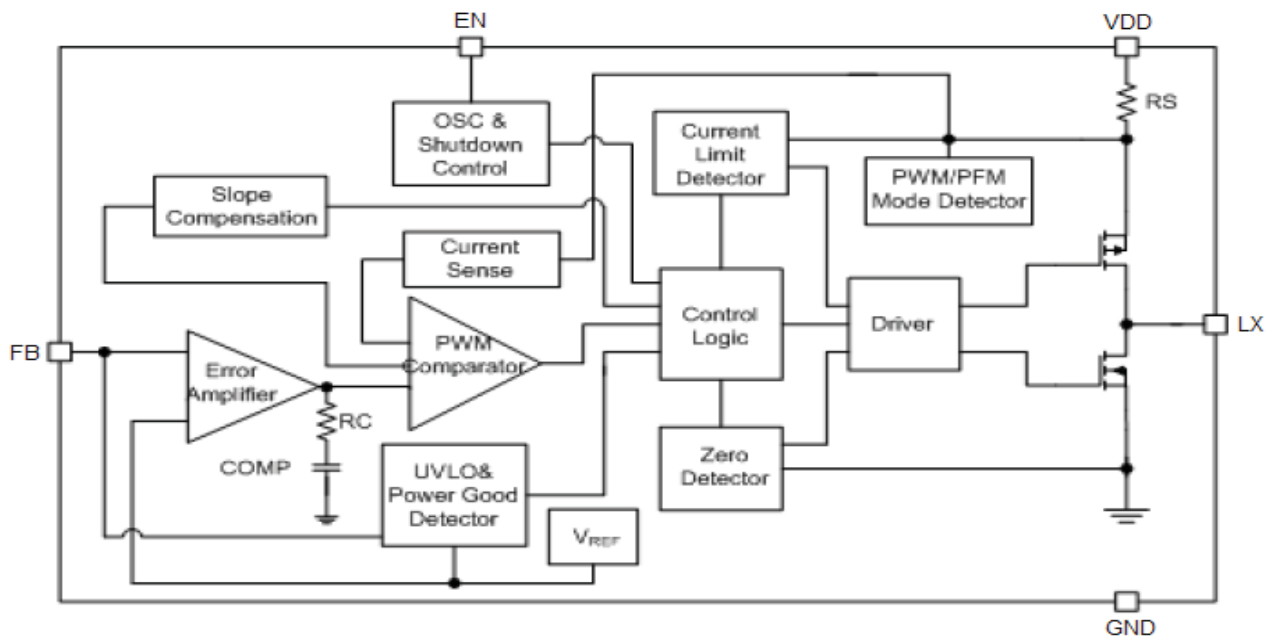 EN
VDD
RS
OSC &
Shutdown
Control
Current
Limit
Detector
PWM/PFM
Mode Detector
Slope
Compensation
Current
Sense
Control
Logic
Driver
LX
FB
Error
Amplifier
PWM
Comparator
RC
COMP
UVLO&
Power Good
Detector
Zero
Detector
VREF
GND